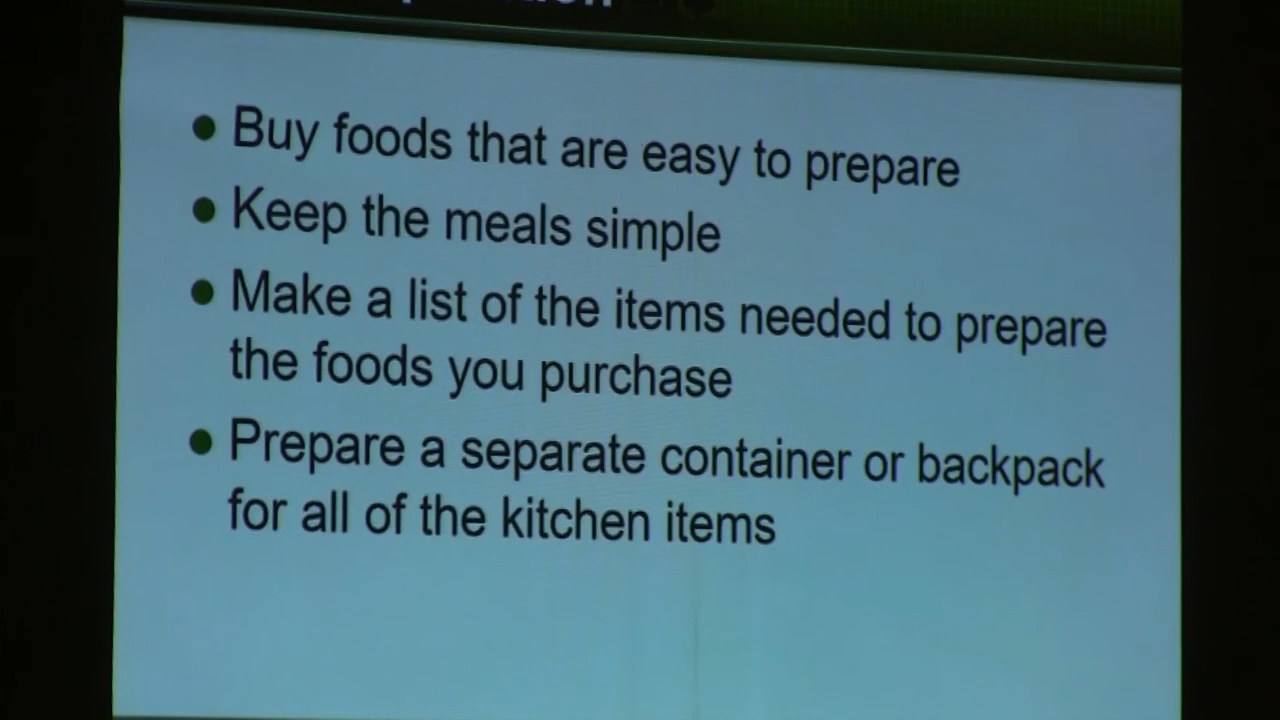 • Buy foods that are easy to prepare
• Keep the meals simple
• Make a list of the items needed to prepare
the foods you purchase
• Prepare a separate container or backpack
for all of the kitchen items